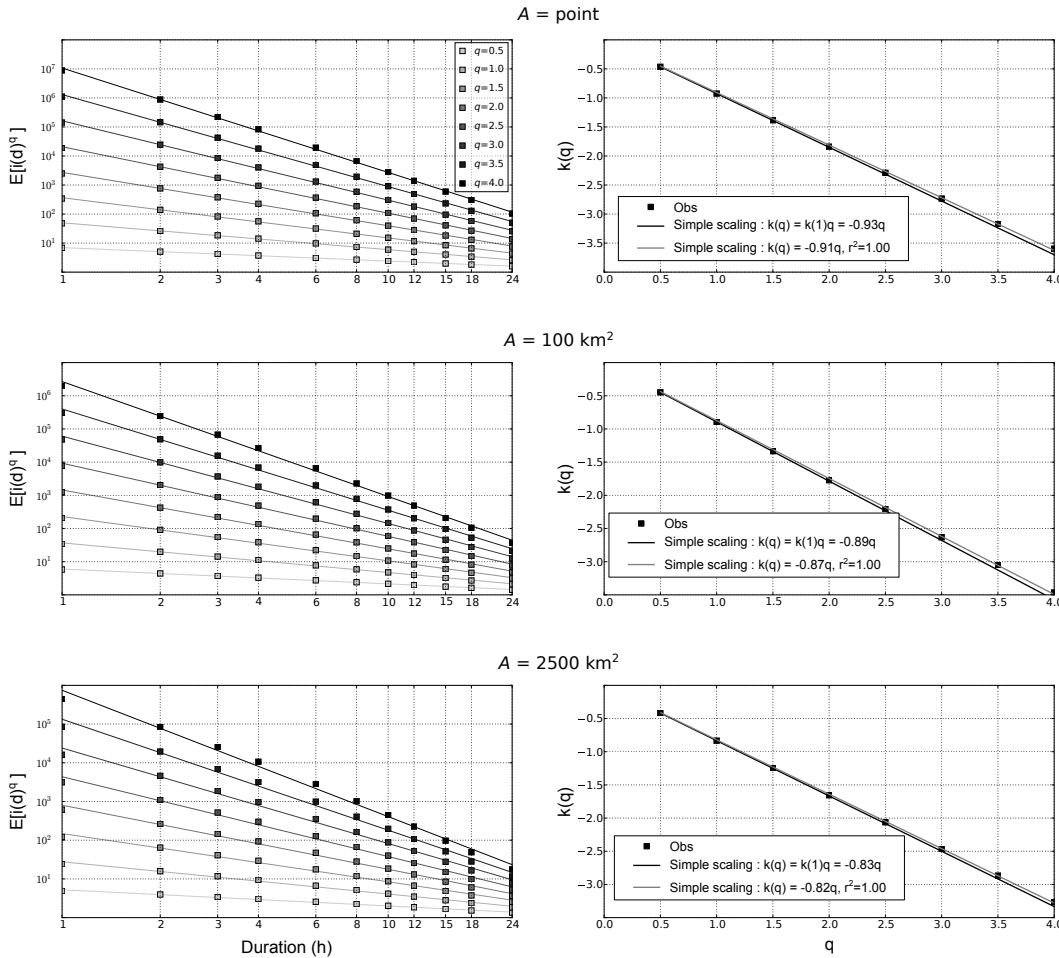 A = point
E[i(d)^q ]
10^7
10^6
10^5
10^4
10^3
10^2
10^1
1 2 3 4 6 8 10 12 15 18 24
q=0.5
q=1.0
q=1.5
q=2.0
q=2.5
q=3.0
q=3.5
q=4.0
k(q)
−0.5
−1.0
−1.5
−2.0
−2.5
−3.0
−3.5
0.0 0.5 1.0 1.5 2.0 2.5 3.0 3.5 4.0
Obs
Simple scaling : k(q) = k(1)q = -0.93q
Simple scaling : k(q) = -0.91q, r²=1.00
A = 100 km²
E[i(d)^q ]
10^6
10^5
10^4
10^3
10^2
10^1
1 2 3 4 6 8 10 12 15 18 24
k(q)
−0.5
−1.0
−1.5
−2.0
−2.5
−3.0
0.0 0.5 1.0 1.5 2.0 2.5 3.0 3.5 4.0
Obs
Simple scaling : k(q) = k(1)q = -0.89q
Simple scaling : k(q) = -0.87q, r²=1.00
A = 2500 km²
E[i(d)^q ]
10^5
10^4
10^3
10^2
10^1
1 2 3 4 6 8 10 12 15 18 24
Duration (h)
k(q)
−0.5
−1.0
−1.5
−2.0
−2.5
−3.0
0.0 0.5 1.0 1.5 2.0 2.5 3.0 3.5 4.0
Obs
Simple scaling : k(q) = k(1)q = -0.83q
Simple scaling : k(q) = -0.82q, r²=1.00
q